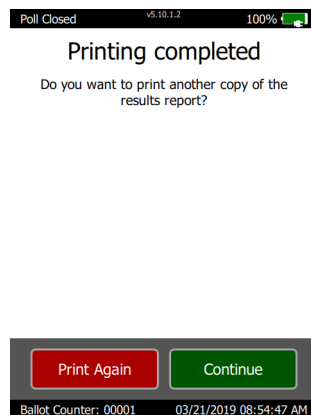 Poll Closed v5.10.1.2 100%
Printing completed
Do you want to print another copy of the
results report?
Print Again Continue
Ballot Counter: 00001 03/21/2019 08:54:47 AM